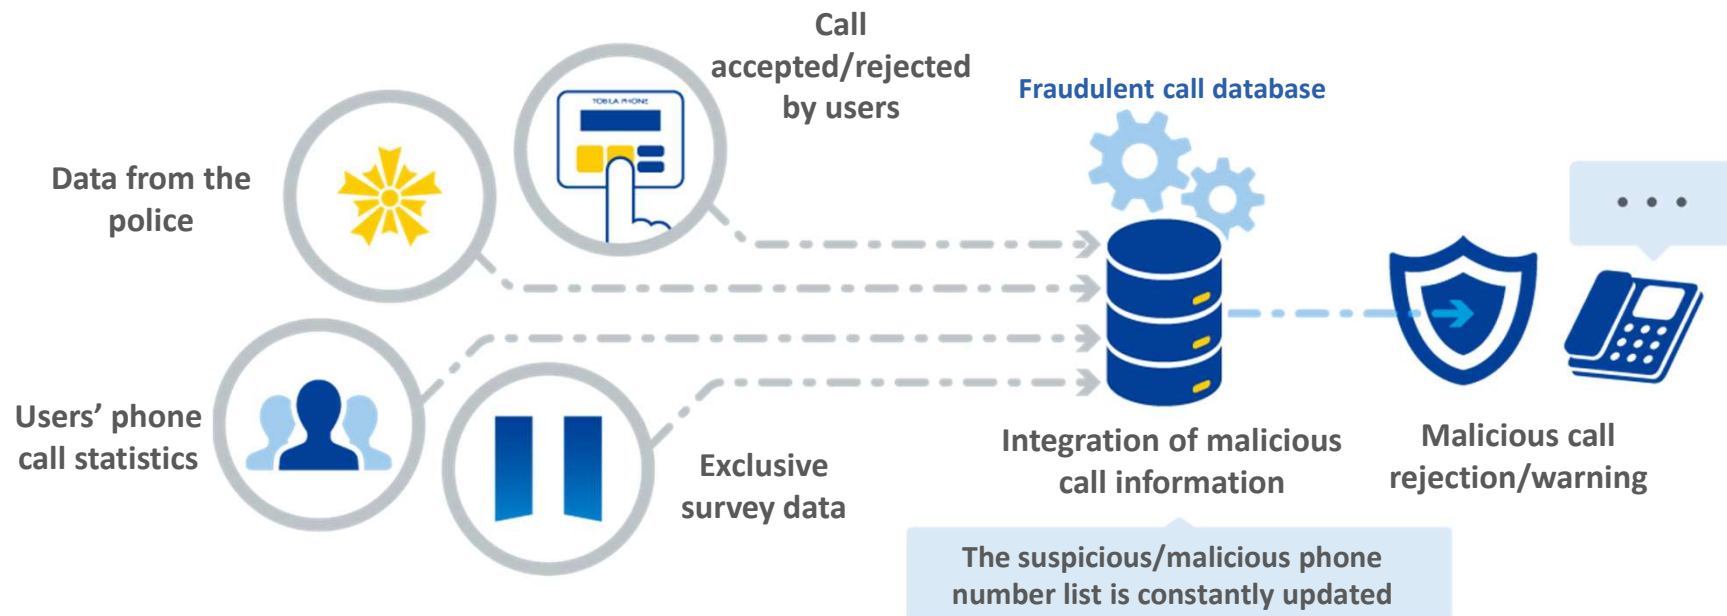 Call
accepted/rejected
by users
TOBILA PHONE
Fraudulent call database
Data from the
police
Users’ phone
call statistics
Exclusive
survey data
Integration of malicious
call information
Malicious call
rejection/warning
The suspicious/malicious phone
number list is constantly updated